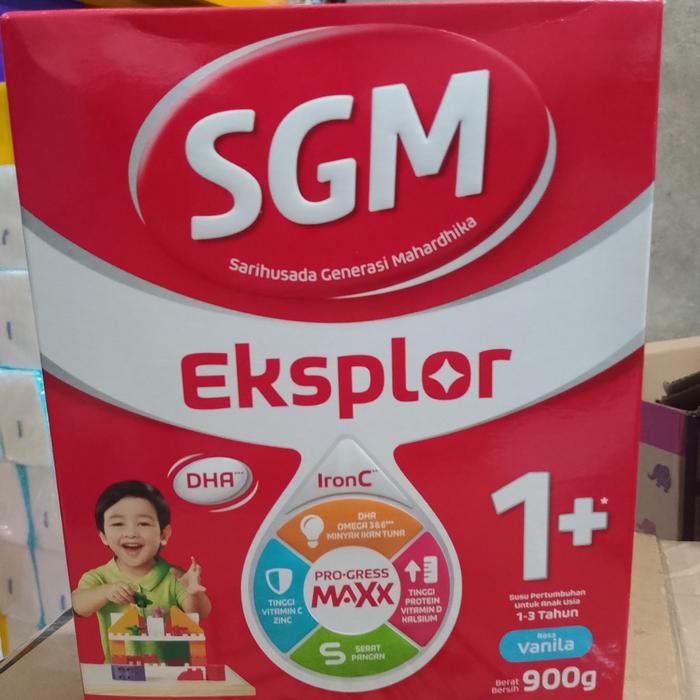 SGM
Sarihusada Generasi Mahardhika
Eksplor
DHA***
IronC**
DHA
OMEGA 3 & 6***
MINYAK IKAN TUNA
TINGGI
VITAMIN C
ZINC
PRO-GRESS
MAXX
TINGGI
PROTEIN
VITAMIN D
KALSIUM
SERAT
PANGAN
1+*
Susu Pertumbuhan
Untuk Anak Usia
1-3 Tahun
Rasa
Vanila
Berat
Bersih 900g